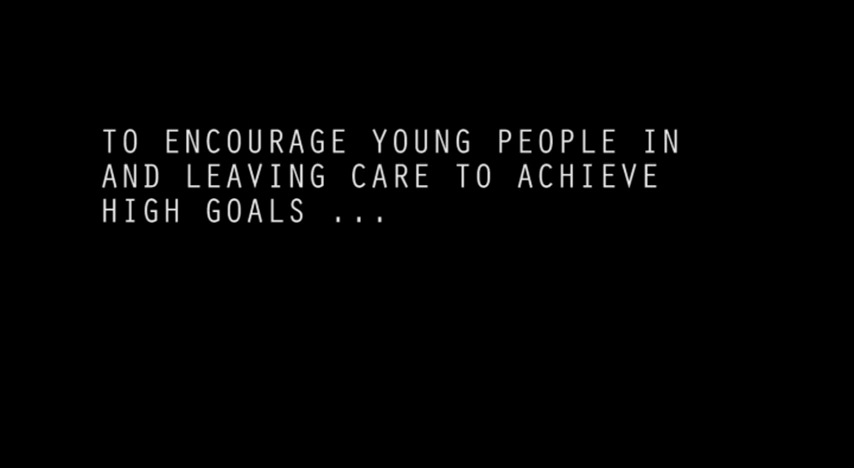 TO ENCOURAGE YOUNG PEOPLE IN
AND LEAVING CARE TO ACHIEVE
HIGH GOALS ...